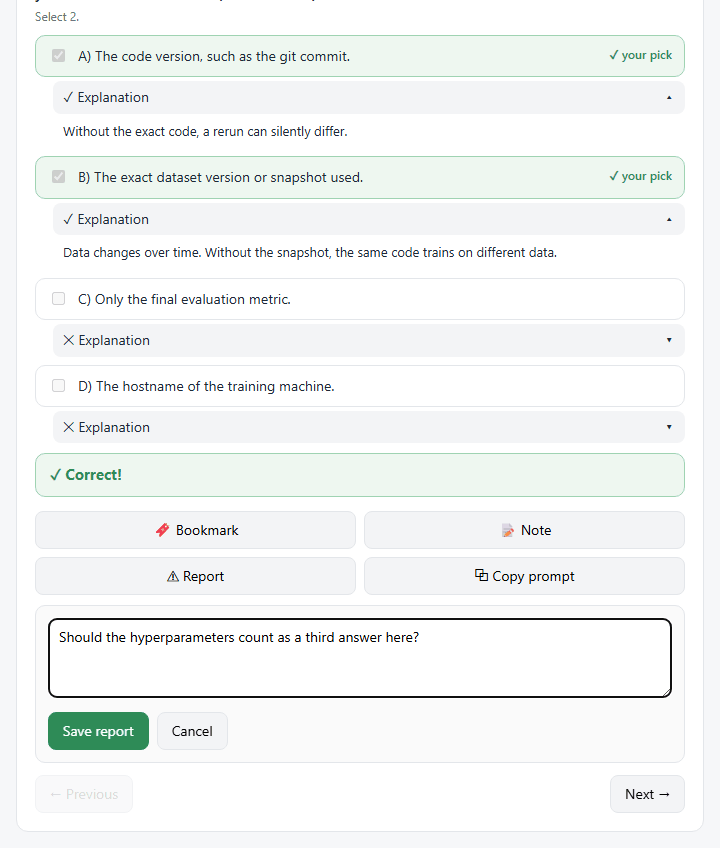 Select 2.
A) The code version, such as the git commit.
✓ your pick
✓ Explanation
Without the exact code, a rerun can silently differ.
B) The exact dataset version or snapshot used.
✓ your pick
✓ Explanation
Data changes over time. Without the snapshot, the same code trains on different data.
C) Only the final evaluation metric.
✕ Explanation
D) The hostname of the training machine.
✕ Explanation
✓ Correct!
Bookmark
Note
⚠ Report
Copy prompt
Should the hyperparameters count as a third answer here?
Save report
Cancel
← Previous
Next →